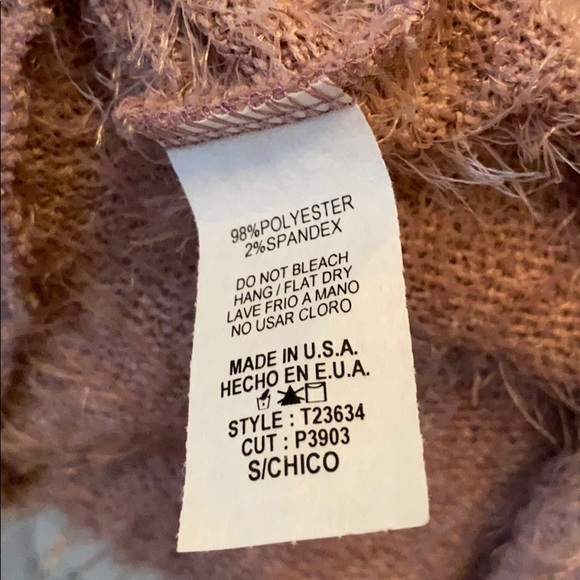 98%POLYESTER
2%SPANDEX
DO NOT BLEACH
HANG / FLAT DRY
LAVE FRIO A MANO
NO USAR CLORO
MADE IN U.S.A.
HECHO EN E.U.A.
STYLE : T23634
CUT : P3903
S/CHICO